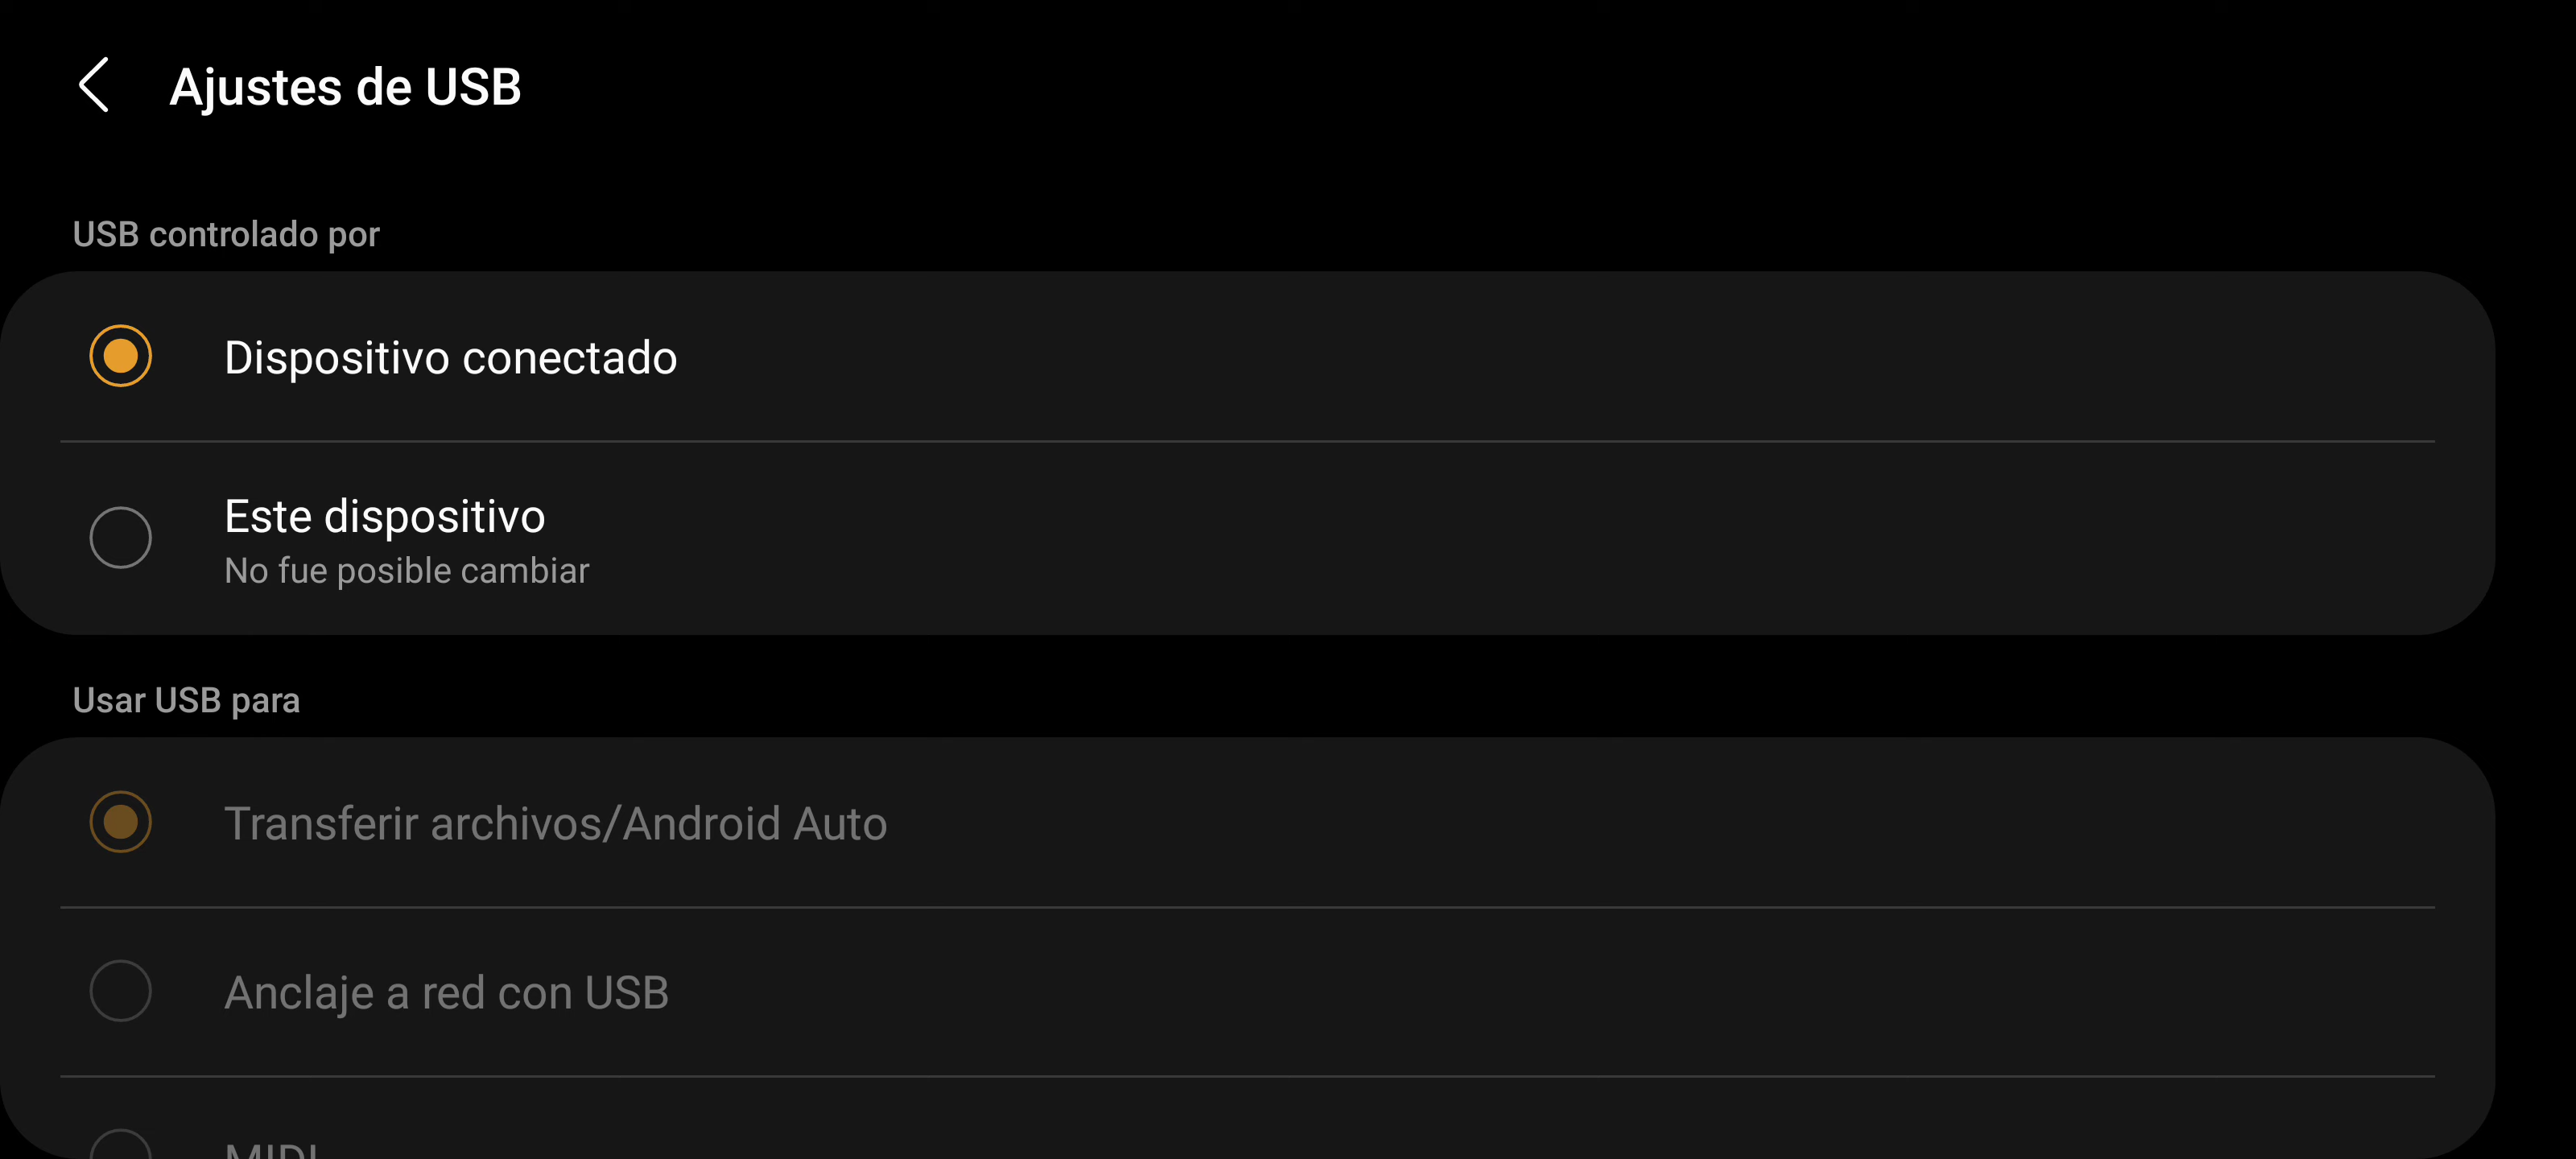 Ajustes de USB
USB controlado por
Dispositivo conectado
Este dispositivo
No fue posible cambiar
Usar USB para
Transferir archivos/Android Auto
Anclaje a red con USB
MIDI